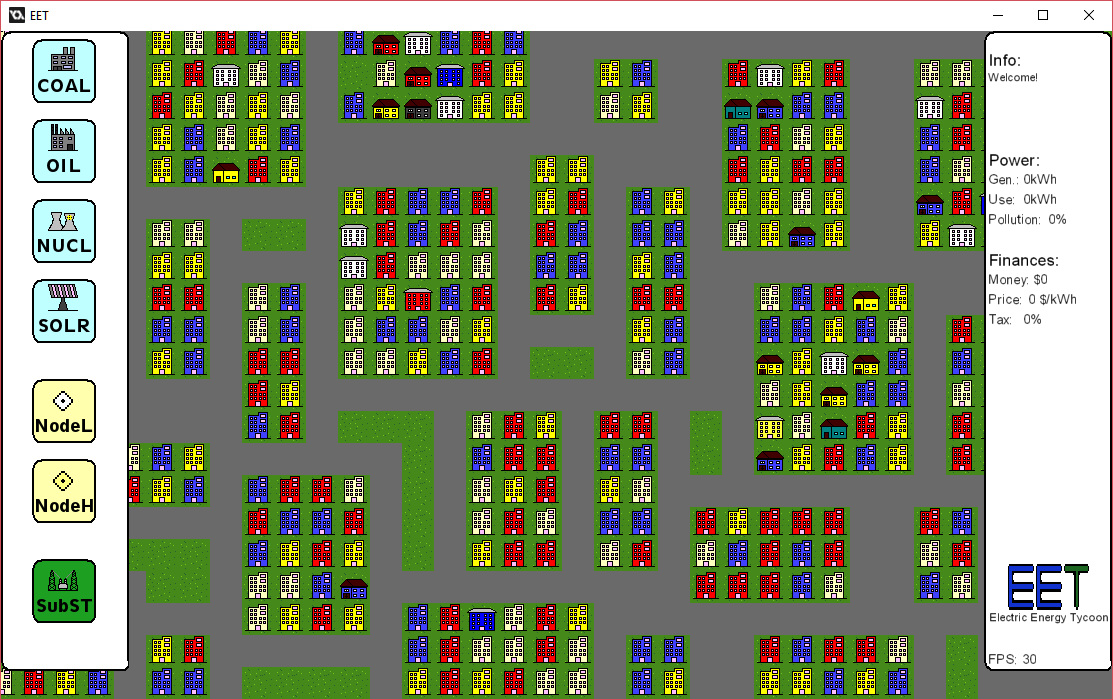 EET
COAL
OIL
NUCL
SOLR
NodeL
NodeH
SubST
Info:
Welcome!
Power:
Gen.: 0kWh
Use: 0kWh
Pollution: 0%
Finances:
Money: $0
Price: 0 $/kWh
Tax: 0%
EET
Electric Energy Tycoon
FPS: 30